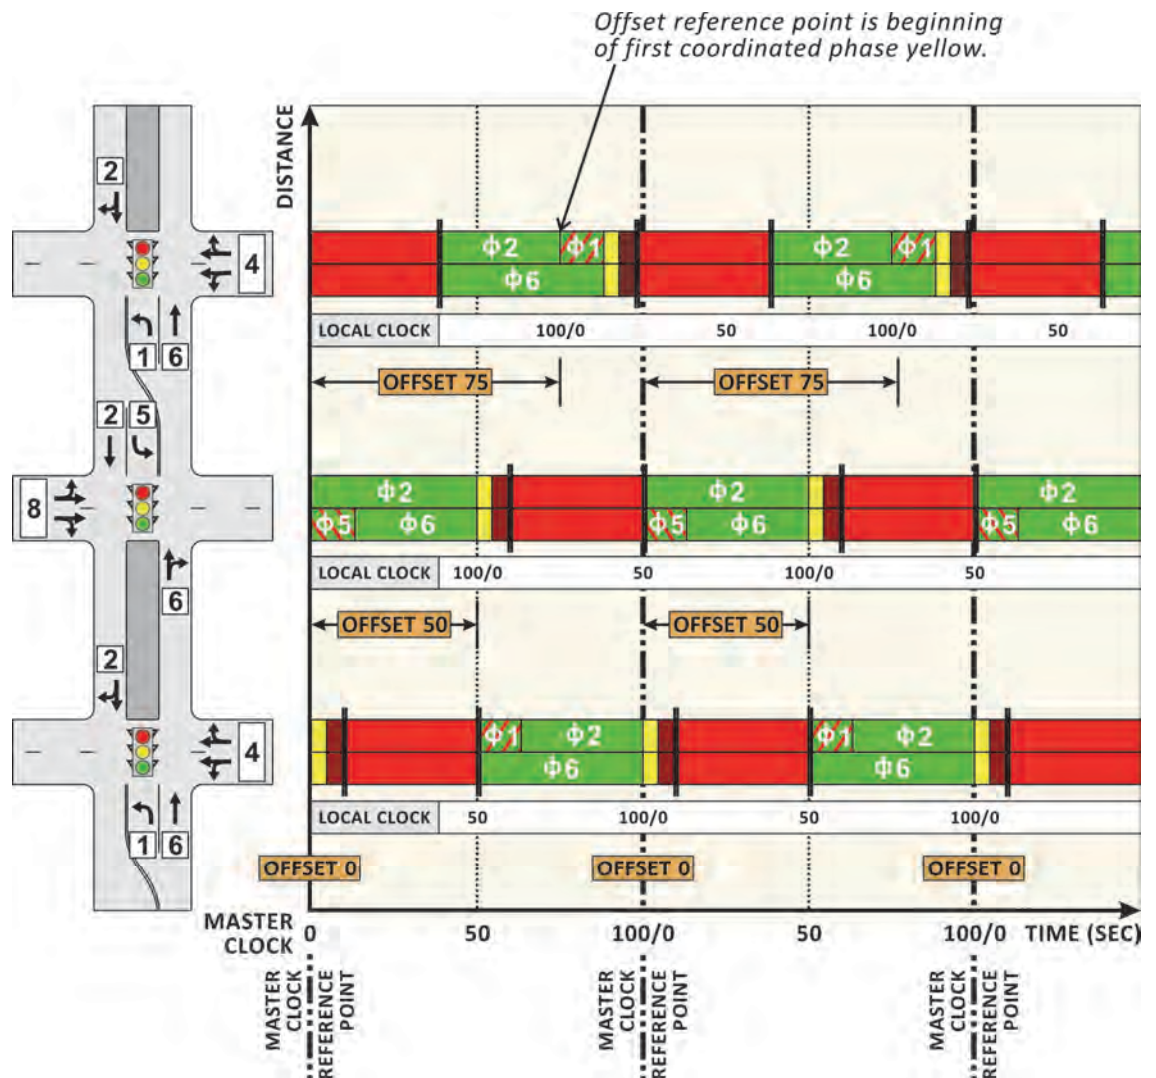 Offset reference point is beginning
of first coordinated phase yellow.
DISTANCE
2
4
1 6
Φ2 Φ1 Φ2 Φ1
Φ6 Φ6
LOCAL CLOCK 100/0 50 100/0 50
OFFSET 75 OFFSET 75
2 5
8
6
Φ2 Φ2 Φ2
Φ5 Φ6 Φ5 Φ6 Φ5 Φ6
LOCAL CLOCK 100/0 50 100/0 50
OFFSET 50 OFFSET 50
2
4
1 6
Φ1 Φ2 Φ1 Φ2
Φ6 Φ6
LOCAL CLOCK 50 100/0 50 100/0
OFFSET 0 OFFSET 0 OFFSET 0
MASTER
CLOCK
0 50 100/0 50 100/0 TIME (SEC)
MASTER
CLOCK
REFERENCE
POINT
MASTER
CLOCK
REFERENCE
POINT
MASTER
CLOCK
REFERENCE
POINT